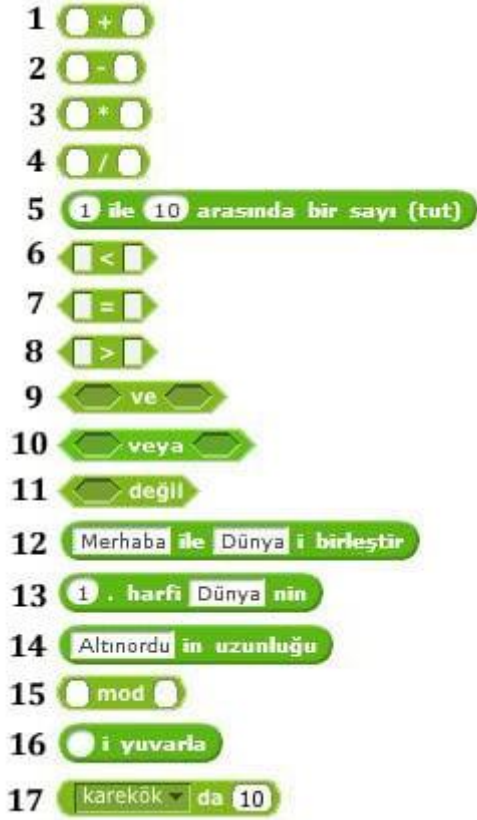 1 +
2 -
3 *
4 /
5 1 ile 10 arasında bir sayı (tut)
6 <
7 =
8 >
9 ve
10 veya
11 değil
12 Merhaba ile Dünya i birleştir
13 1 . harfi Dünya nin
14 Altınordu in uzunluğu
15 mod
16 i yuvarla
17 karekök da 10